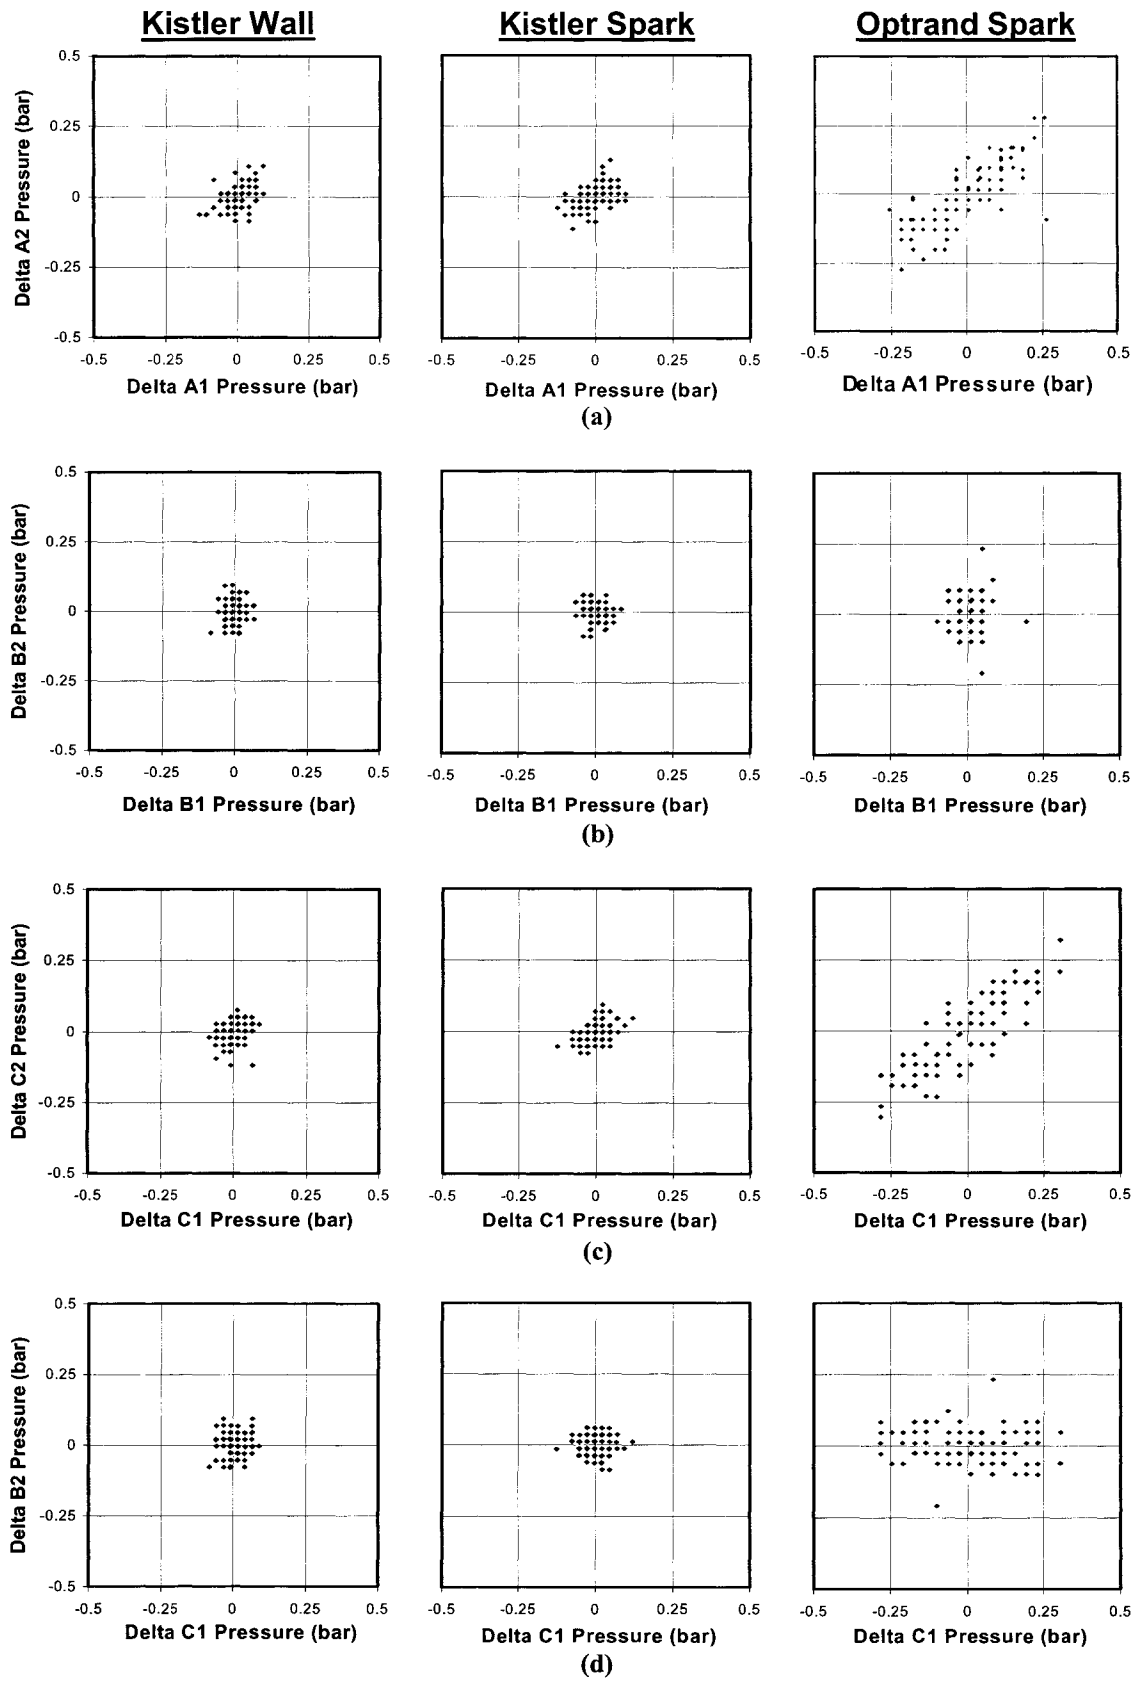 Kistler Wall
Kistler Spark
Optrand Spark
Delta A2 Pressure (bar)
0.5
0.25
0
-0.25
-0.5
-0.5 -0.25 0 0.25 0.5
-0.5 -0.25 0 0.25 0.5
-0.5 -0.25 0 0.25 0.5
Delta A1 Pressure (bar)
Delta A1 Pressure (bar)
Delta A1 Pressure (bar)
(a)
Delta B2 Pressure (bar)
0.5
0.25
0
-0.25
-0.5
-0.5 -0.25 0 0.25 0.5
-0.5 -0.25 0 0.25 0.5
-0.5 -0.25 0 0.25 0.5
Delta B1 Pressure (bar)
Delta B1 Pressure (bar)
Delta B1 Pressure (bar)
(b)
Delta C2 Pressure (bar)
0.5
0.25
0
-0.25
-0.5
-0.5 -0.25 0 0.25 0.5
-0.5 -0.25 0 0.25 0.5
-0.5 -0.25 0 0.25 0.5
Delta C1 Pressure (bar)
Delta C1 Pressure (bar)
Delta C1 Pressure (bar)
(c)
Delta B2 Pressure (bar)
0.5
0.25
0
-0.25
-0.5
-0.5 -0.25 0 0.25 0.5
-0.5 -0.25 0 0.25 0.5
-0.5 -0.25 0 0.25 0.5
Delta C1 Pressure (bar)
Delta C1 Pressure (bar)
Delta C1 Pressure (bar)
(d)